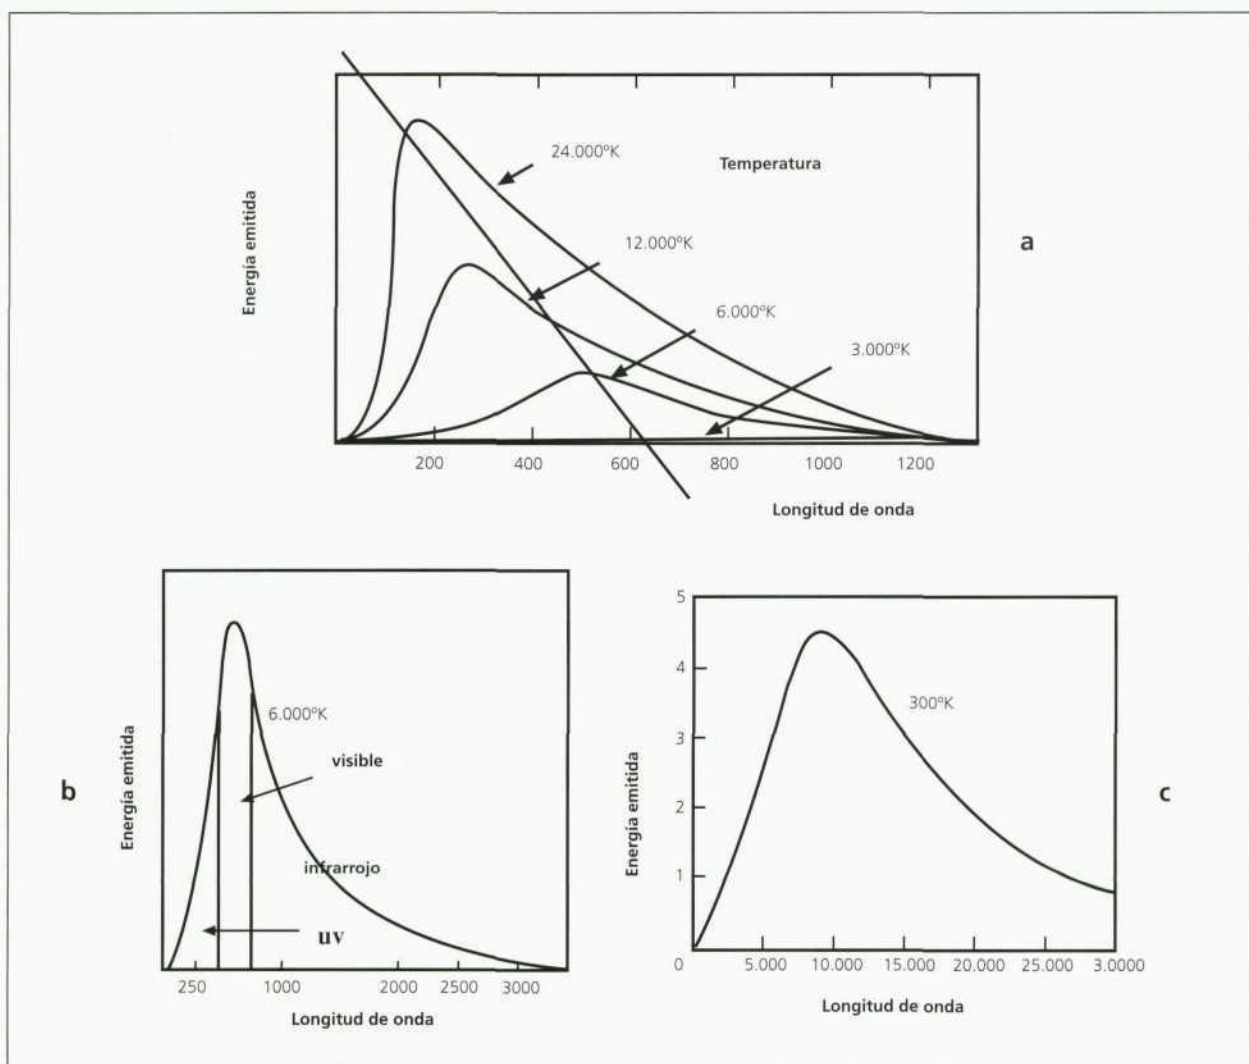 24.000ºK
Temperatura
Energía emitida
12.000ºK
a
6.000ºK
3.000ºK
200 400 600 800 1000 1200
Longitud de onda
6.000ºK
visible
b
Energía emitida
infrarrojo
uv
250 1000 2000 2500 3000
Longitud de onda
5
4
300ºK
3
c
Energía emitida
2
1
0 5.000 10.000 15.000 20.000 25.000 3.0000
Longitud de onda